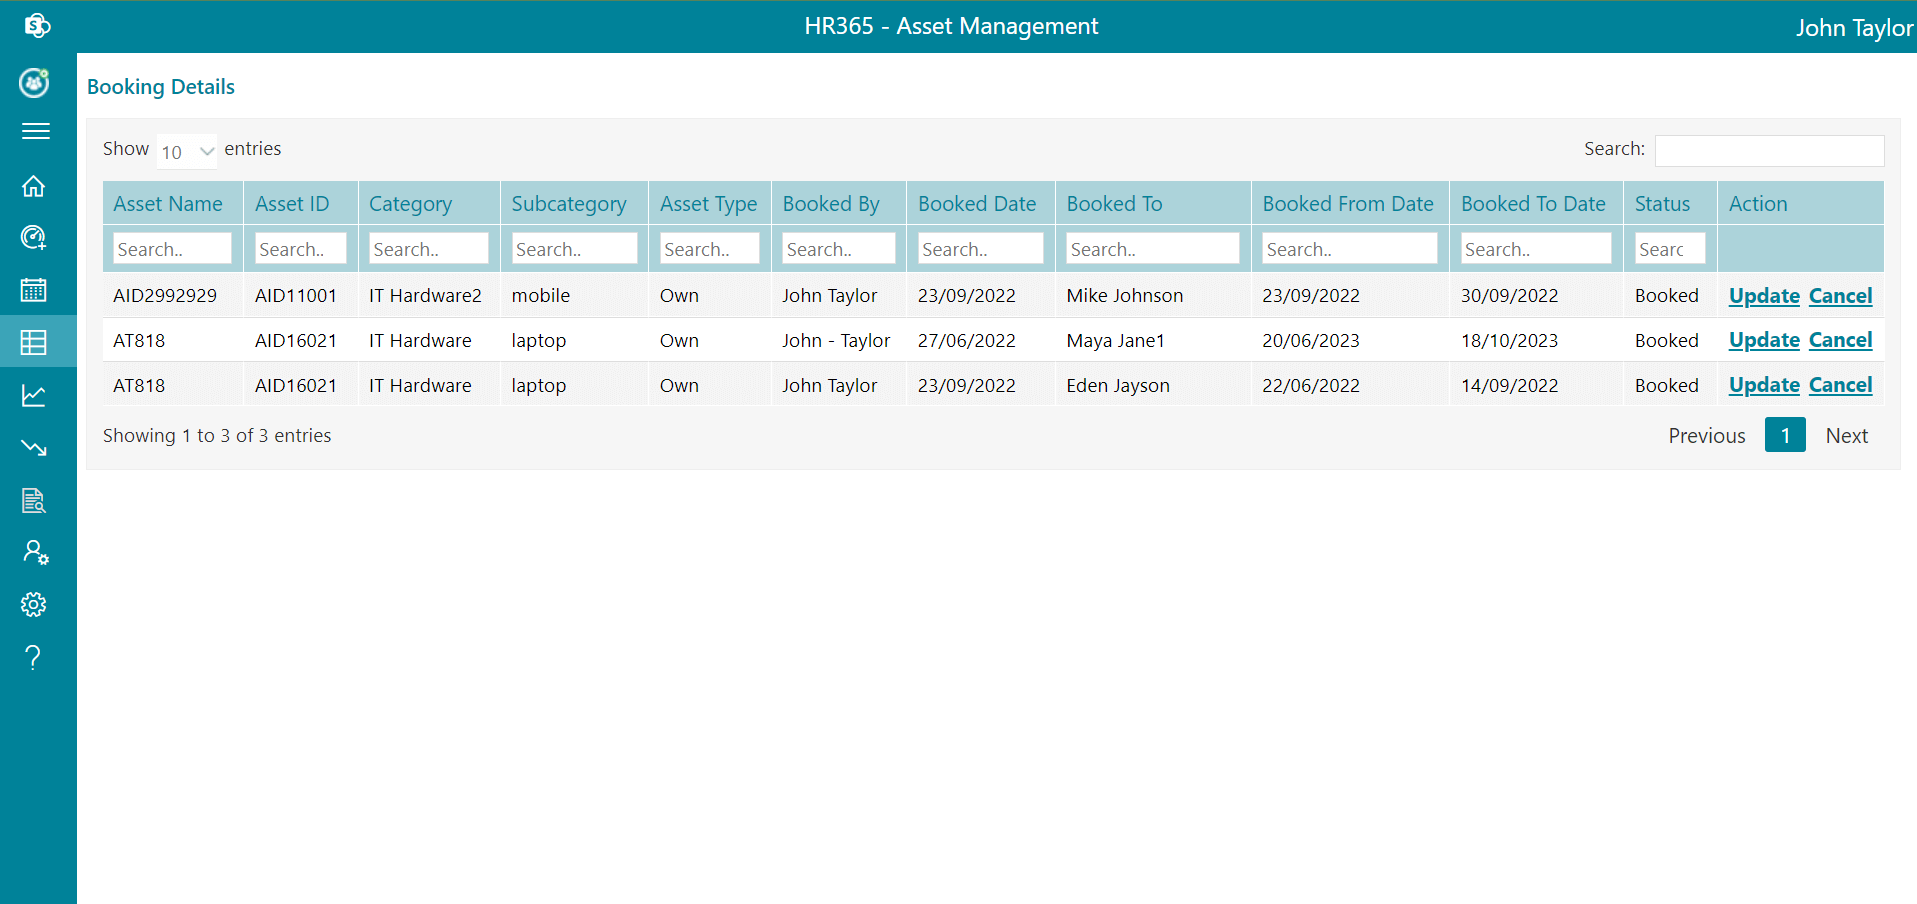 S
HR365 - Asset Management
John Taylor
Booking Details
Show 10 entries
Search:
Asset Name Asset ID Category Subcategory Asset Type Booked By Booked Date Booked To Booked From Date Booked To Date Status Action
Search.. Search.. Search.. Search.. Search.. Search.. Search.. Search.. Search.. Search.. Searc
AID2992929 AID11001 IT Hardware2 mobile Own John Taylor 23/09/2022 Mike Johnson 23/09/2022 30/09/2022 Booked Update Cancel
AT818 AID16021 IT Hardware laptop Own John - Taylor 27/06/2022 Maya Jane1 20/06/2023 18/10/2023 Booked Update Cancel
AT818 AID16021 IT Hardware laptop Own John Taylor 23/09/2022 Eden Jayson 22/06/2022 14/09/2022 Booked Update Cancel
Showing 1 to 3 of 3 entries
Previous 1 Next